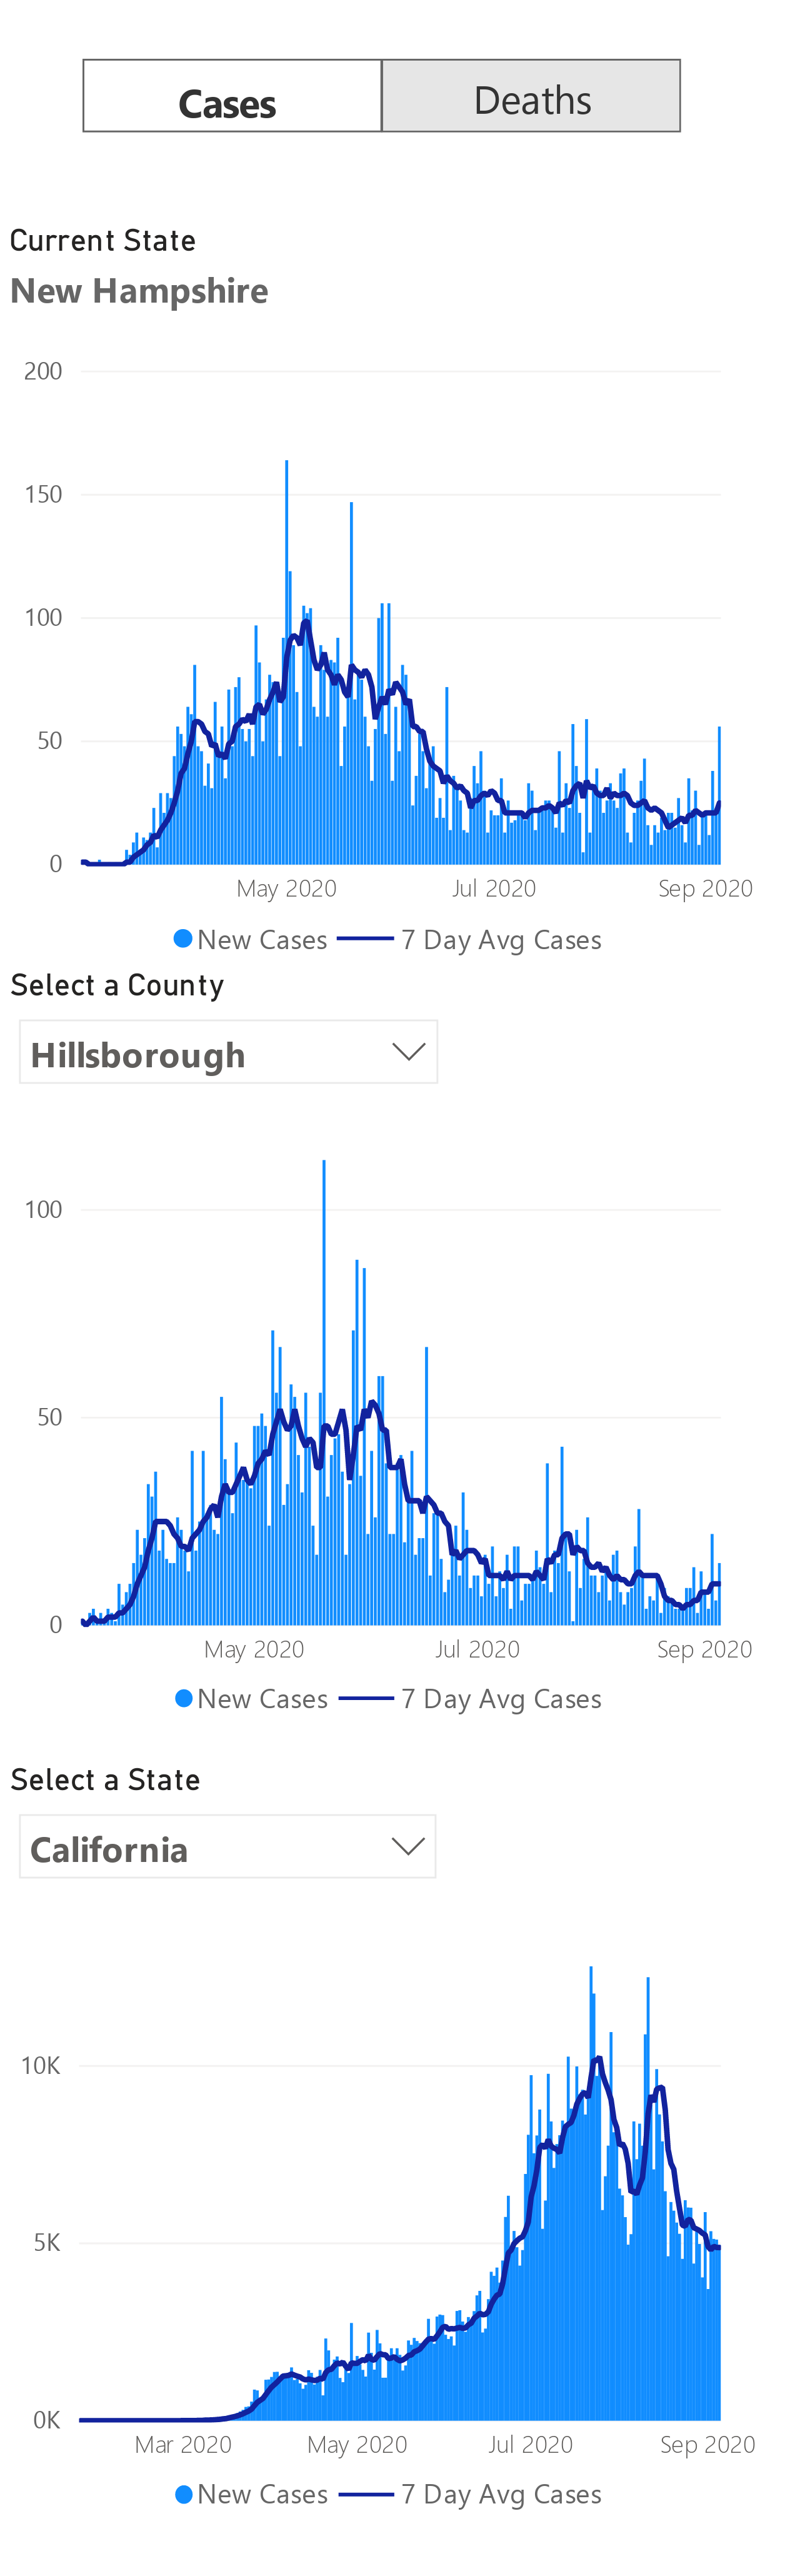 Cases Deaths
Current State
New Hampshire
200
150
100
50
0
May 2020 Jul 2020 Sep 2020
New Cases 7 Day Avg Cases
Select a County
Hillsborough
100
50
0
May 2020 Jul 2020 Sep 2020
New Cases 7 Day Avg Cases
Select a State
California
10K
5K
0K
Mar 2020 May 2020 Jul 2020 Sep 2020
New Cases 7 Day Avg Cases